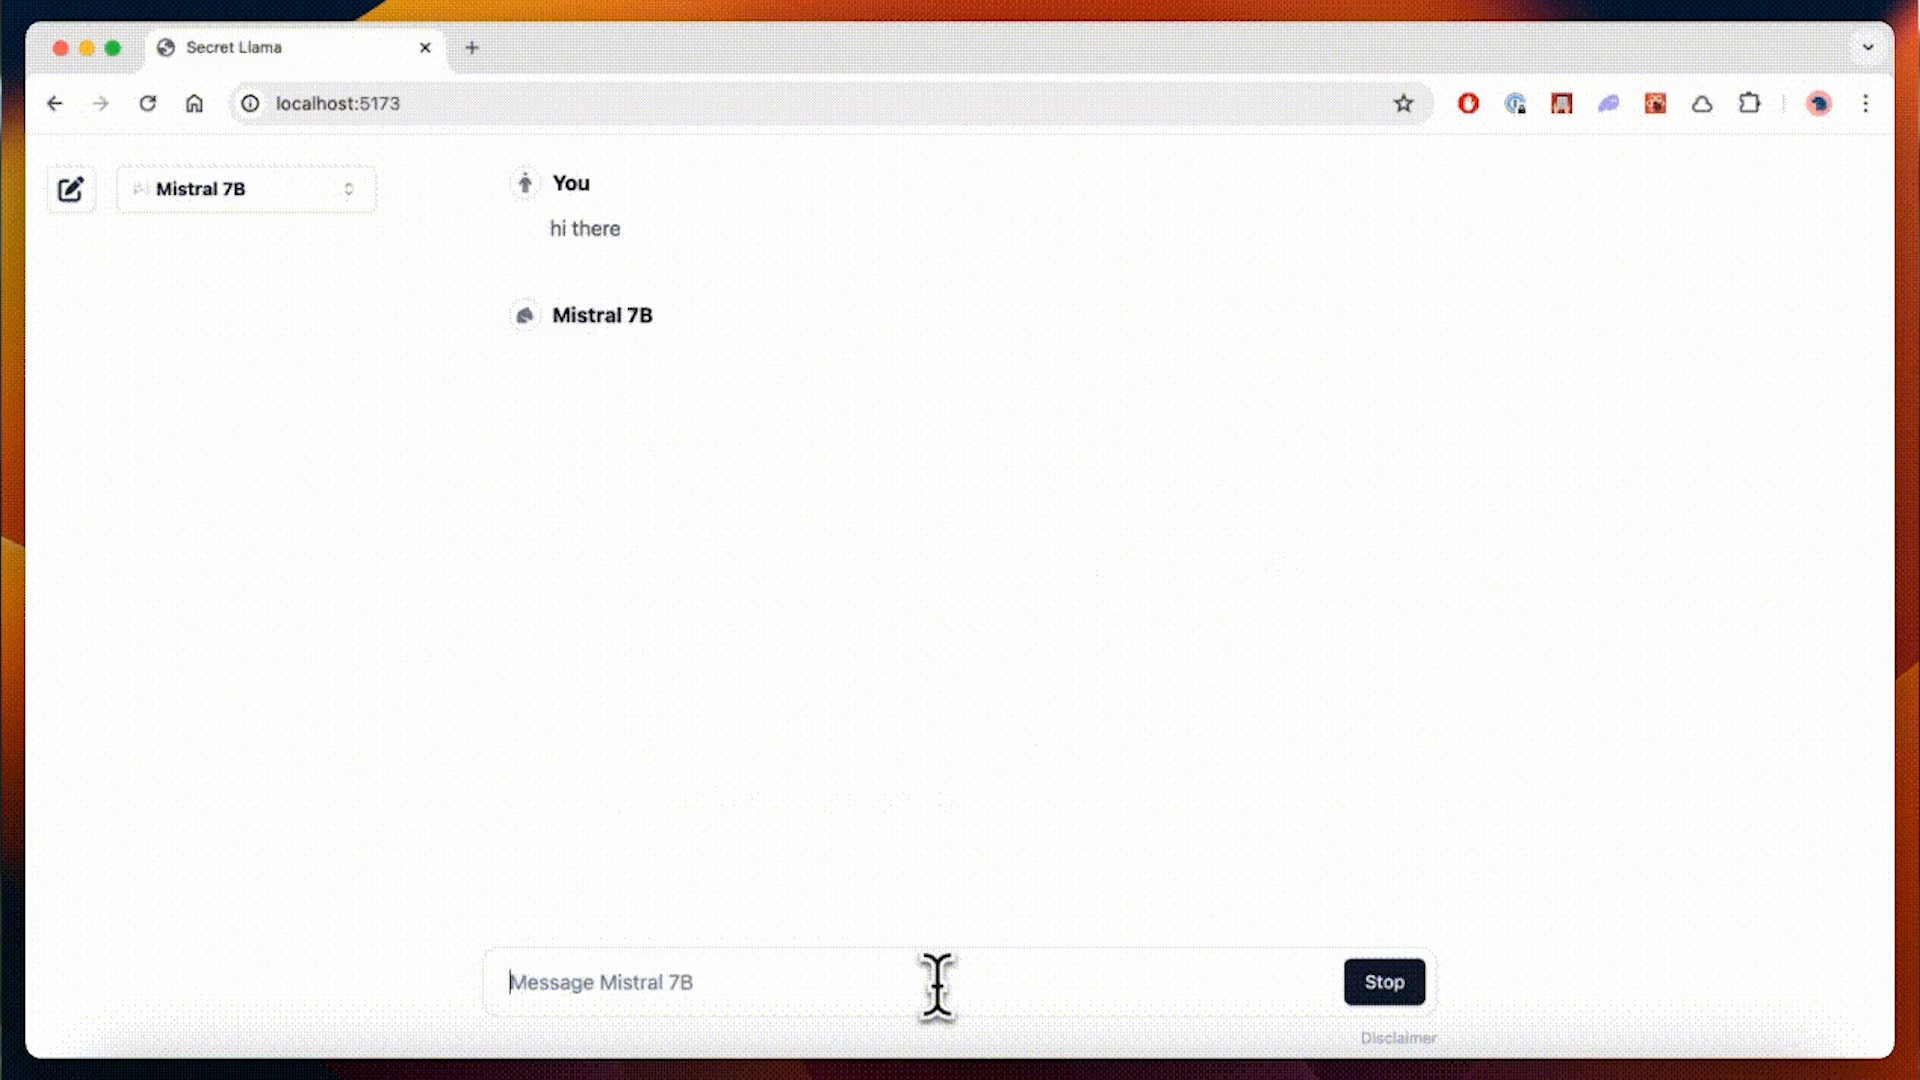 Secret Llama
localhost:5173
Mistral 7B
You
hi there
Mistral 7B
Message Mistral 7B
Stop
Disclaimer